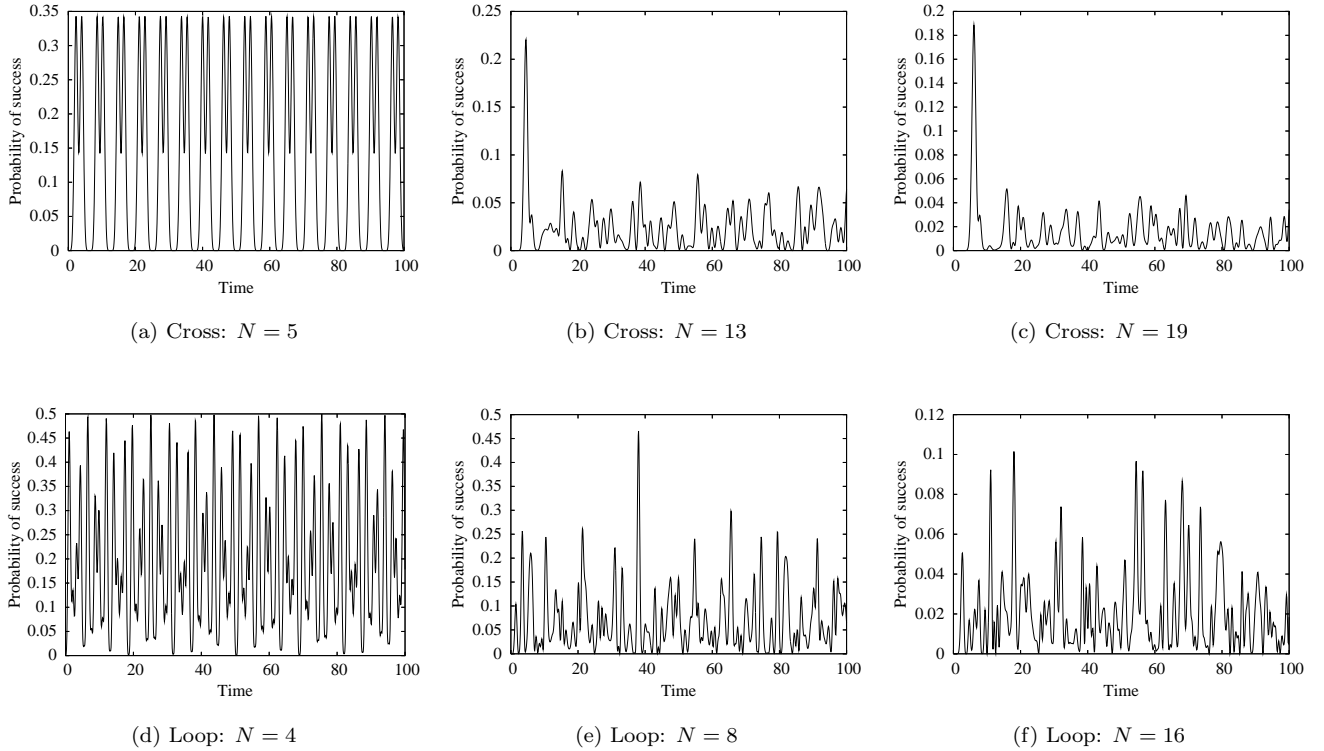 0.35
0.3
0.25
0.2
0.15
0.1
0.05
0
Probability of success
0 20 40 60 80 100
Time
(a) Cross: N = 5
0.25
0.2
0.15
0.1
0.05
0
Probability of success
0 20 40 60 80 100
Time
(b) Cross: N = 13
0.2
0.18
0.16
0.14
0.12
0.1
0.08
0.06
0.04
0.02
0
Probability of success
0 20 40 60 80 100
Time
(c) Cross: N = 19
0.5
0.45
0.4
0.35
0.3
0.25
0.2
0.15
0.1
0.05
0
Probability of success
0 20 40 60 80 100
Time
(d) Loop: N = 4
0.5
0.45
0.4
0.35
0.3
0.25
0.2
0.15
0.1
0.05
0
Probability of success
0 20 40 60 80 100
Time
(e) Loop: N = 8
0.12
0.1
0.08
0.06
0.04
0.02
0
Probability of success
0 20 40 60 80 100
Time
(f) Loop: N = 16